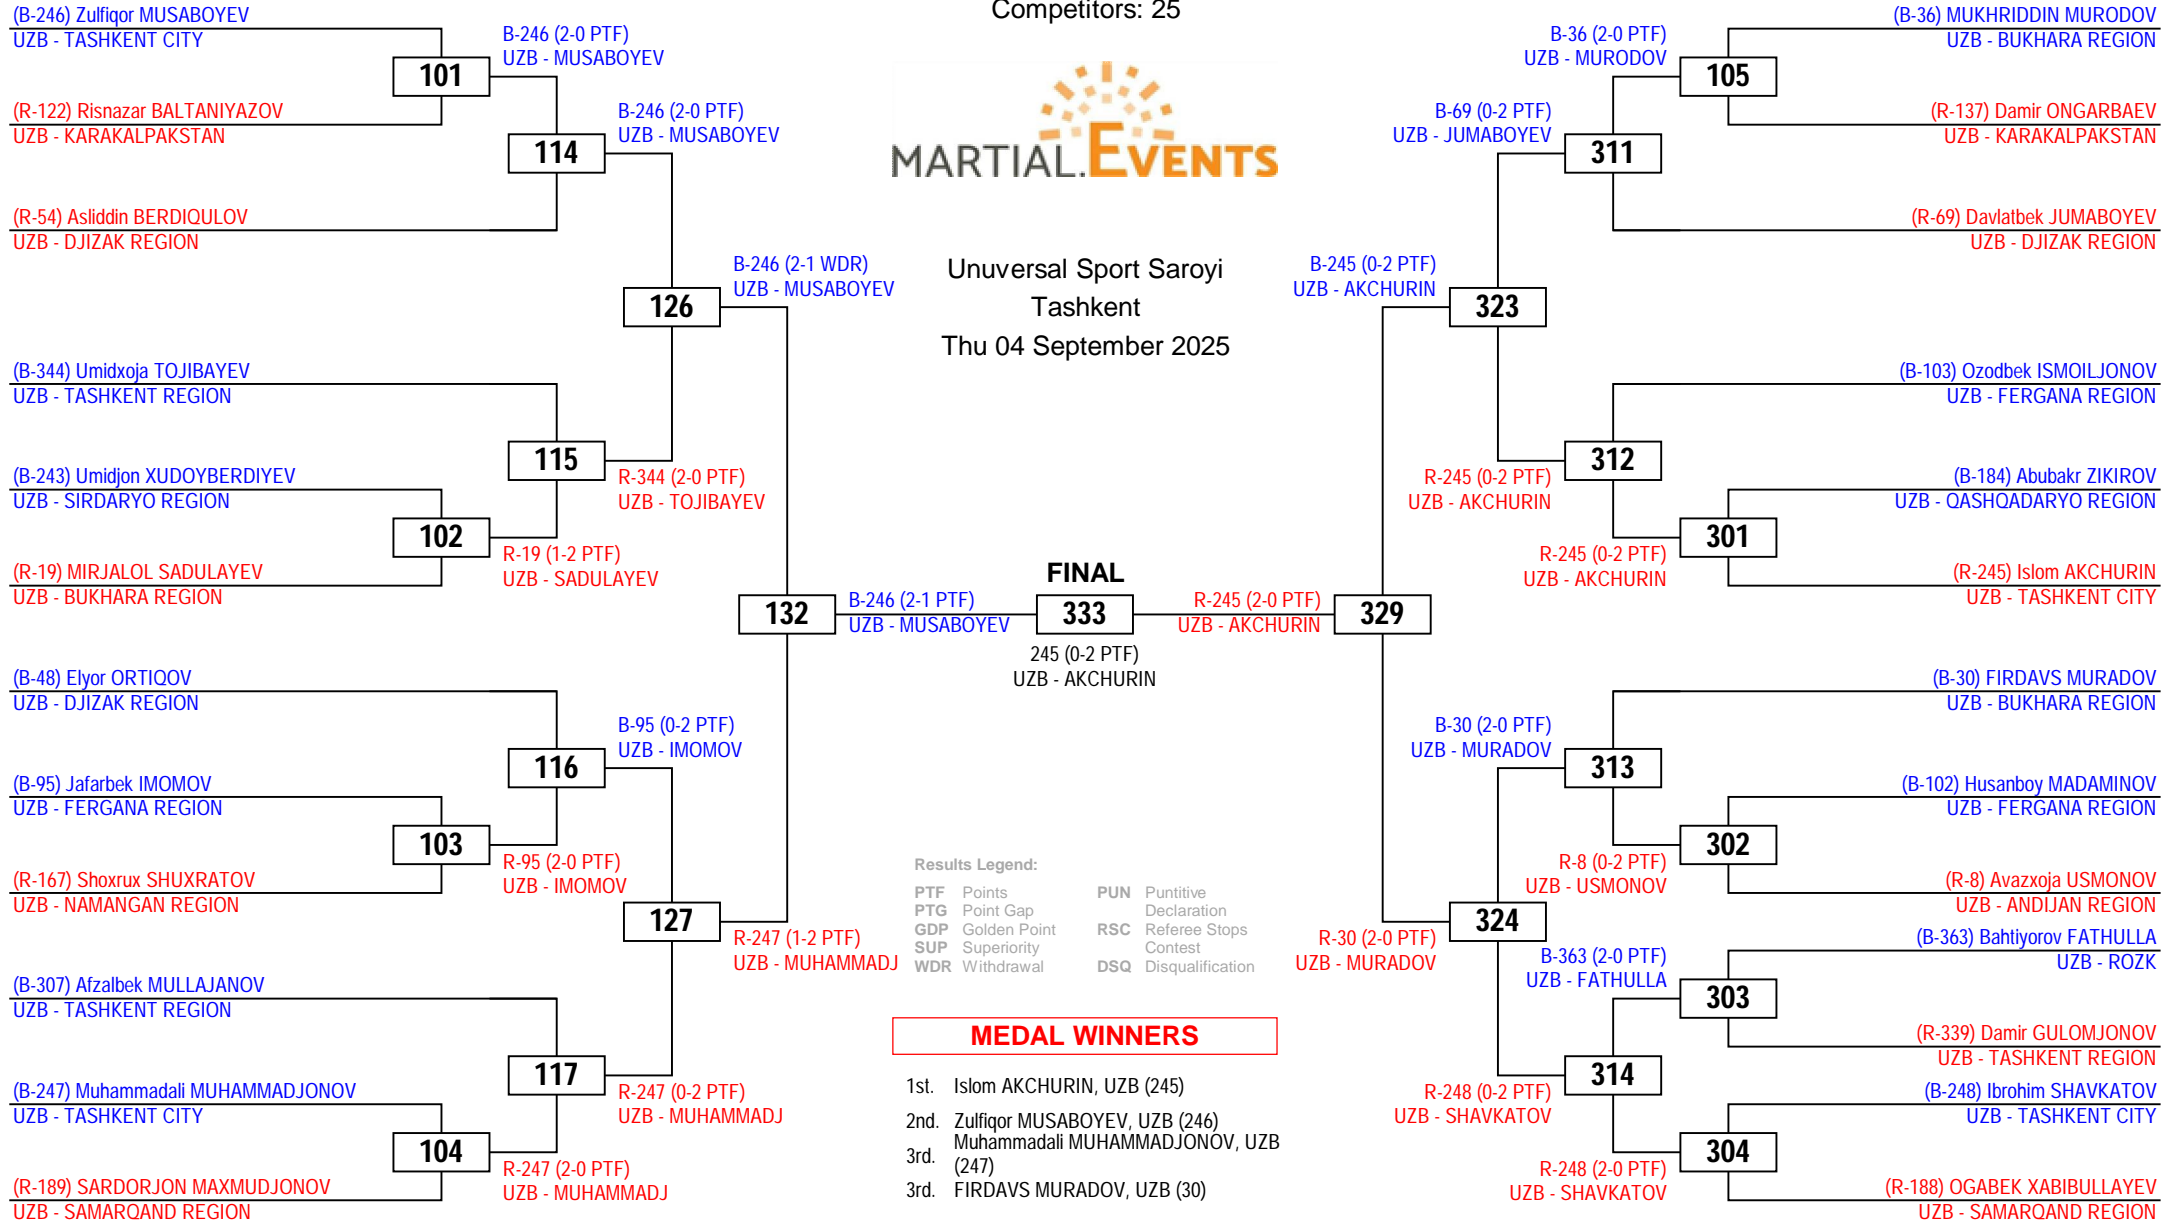 Competitors: 25
MARTIAL.EVENTS
Unuversal Sport Saroyi
Tashkent
Thu 04 September 2025
(B-246) Zulfiqor MUSABOYEV
UZB - TASHKENT CITY
101
(R-122) Risnazar BALTANIYAZOV
UZB - KARAKALPAKSTAN
B-246 (2-0 PTF)
UZB - MUSABOYEV
114
(R-54) Asliddin BERDIQULOV
UZB - DJIZAK REGION
B-246 (2-0 PTF)
UZB - MUSABOYEV
126
B-246 (2-1 WDR)
UZB - MUSABOYEV
(B-344) Umidxoja TOJIBAYEV
UZB - TASHKENT REGION
115
R-344 (2-0 PTF)
UZB - TOJIBAYEV
(B-243) Umidjon XUDOYBERDIYEV
UZB - SIRDARYO REGION
102
R-19 (1-2 PTF)
UZB - SADULAYEV
(R-19) MIRJALOL SADULAYEV
UZB - BUKHARA REGION
132
B-246 (2-1 PTF)
UZB - MUSABOYEV
(B-48) Elyor ORTIQOV
UZB - DJIZAK REGION
116
B-95 (0-2 PTF)
UZB - IMOMOV
(B-95) Jafarbek IMOMOV
UZB - FERGANA REGION
103
R-95 (2-0 PTF)
UZB - IMOMOV
(R-167) Shoxrux SHUXRATOV
UZB - NAMANGAN REGION
127
R-247 (1-2 PTF)
UZB - MUHAMMADJ
(B-307) Afzalbek MULLAJANOV
UZB - TASHKENT REGION
117
R-247 (0-2 PTF)
UZB - MUHAMMADJ
(B-247) Muhammadali MUHAMMADJONOV
UZB - TASHKENT CITY
104
R-247 (2-0 PTF)
UZB - MUHAMMADJ
(R-189) SARDORJON MAXMUDJONOV
UZB - SAMARQAND REGION
FINAL
333
245 (0-2 PTF)
UZB - AKCHURIN
(B-36) MUKHRIDDIN MURODOV
UZB - BUKHARA REGION
B-36 (2-0 PTF)
UZB - MURODOV
105
(R-137) Damir ONGARBAEV
UZB - KARAKALPAKSTAN
B-69 (0-2 PTF)
UZB - JUMABOYEV
311
(R-69) Davlatbek JUMABOYEV
UZB - DJIZAK REGION
B-245 (0-2 PTF)
UZB - AKCHURIN
323
(B-103) Ozodbek ISMOILJONOV
UZB - FERGANA REGION
312
R-245 (0-2 PTF)
UZB - AKCHURIN
(B-184) Abubakr ZIKIROV
UZB - QASHQADARYO REGION
301
R-245 (0-2 PTF)
UZB - AKCHURIN
(R-245) Islom AKCHURIN
UZB - TASHKENT CITY
R-245 (2-0 PTF)
UZB - AKCHURIN
329
(B-30) FIRDAVS MURADOV
UZB - BUKHARA REGION
B-30 (2-0 PTF)
UZB - MURADOV
313
(B-102) Husanboy MADAMINOV
UZB - FERGANA REGION
302
R-8 (0-2 PTF)
UZB - USMONOV
(R-8) Avazxoja USMONOV
UZB - ANDIJAN REGION
324
R-30 (2-0 PTF)
UZB - MURADOV
(B-363) Bahtiyorov FATHULLA
UZB - ROZK
B-363 (2-0 PTF)
UZB - FATHULLA
303
(R-339) Damir GULOMJONOV
UZB - TASHKENT REGION
314
R-248 (0-2 PTF)
UZB - SHAVKATOV
(B-248) Ibrohim SHAVKATOV
UZB - TASHKENT CITY
304
R-248 (2-0 PTF)
UZB - SHAVKATOV
(R-188) OGABEK XABIBULLAYEV
UZB - SAMARQAND REGION
Results Legend:
PTF Points
PTG Point Gap
GDP Golden Point
SUP Superiority
WDR Withdrawal
PUN Puntitive
Declaration
RSC Referee Stops
Contest
DSQ Disqualification
MEDAL WINNERS
1st. Islom AKCHURIN, UZB (245)
2nd. Zulfiqor MUSABOYEV, UZB (246)
3rd. Muhammadali MUHAMMADJONOV, UZB
(247)
3rd. FIRDAVS MURADOV, UZB (30)